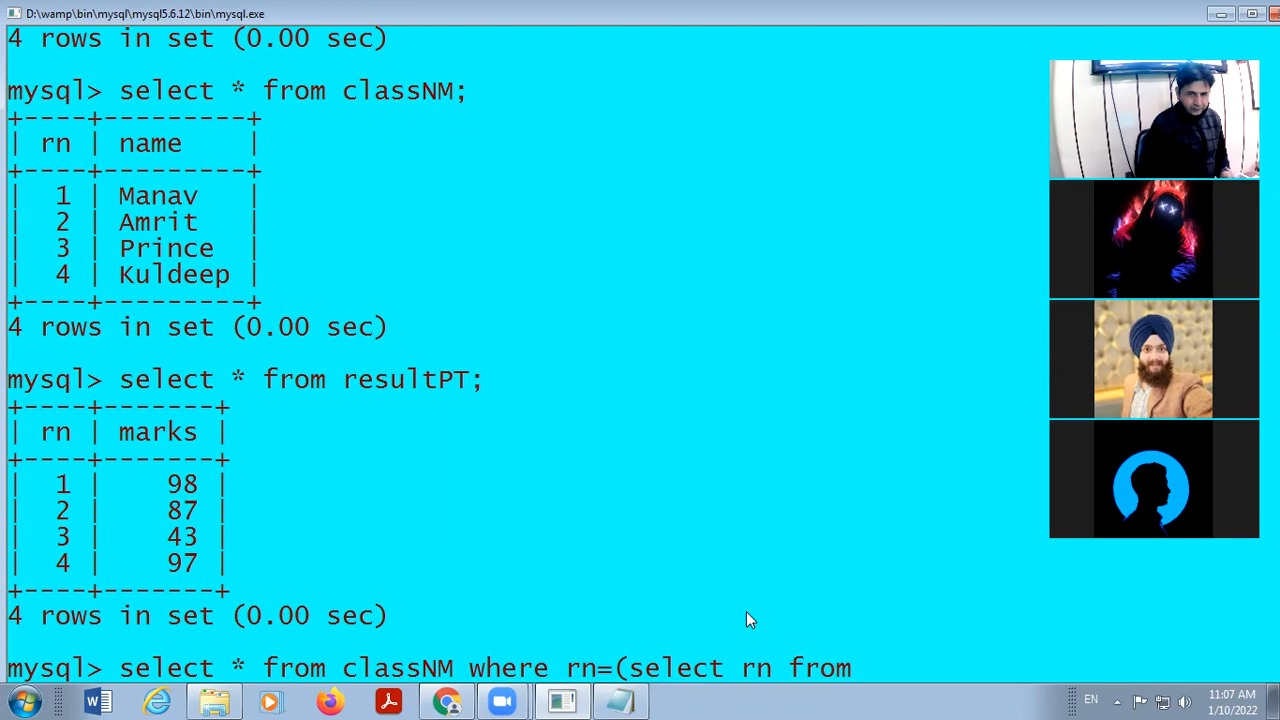 D:\wamp\bin\mysql\mysql5.6.12\bin\mysql.exe
4 rows in set (0.00 sec)
mysql> select * from classNM;
+----+---------+
| rn | name    |
+----+---------+
|  1 | Manav   |
|  2 | Amrit   |
|  3 | Prince  |
|  4 | Kuldeep |
+----+---------+
4 rows in set (0.00 sec)
mysql> select * from resultPT;
+----+-------+
| rn | marks |
+----+-------+
|  1 |    98 |
|  2 |    87 |
|  3 |    43 |
|  4 |    97 |
+----+-------+
4 rows in set (0.00 sec)
mysql> select * from classNM where rn=(select rn from
EN
11:07 AM
1/10/2022